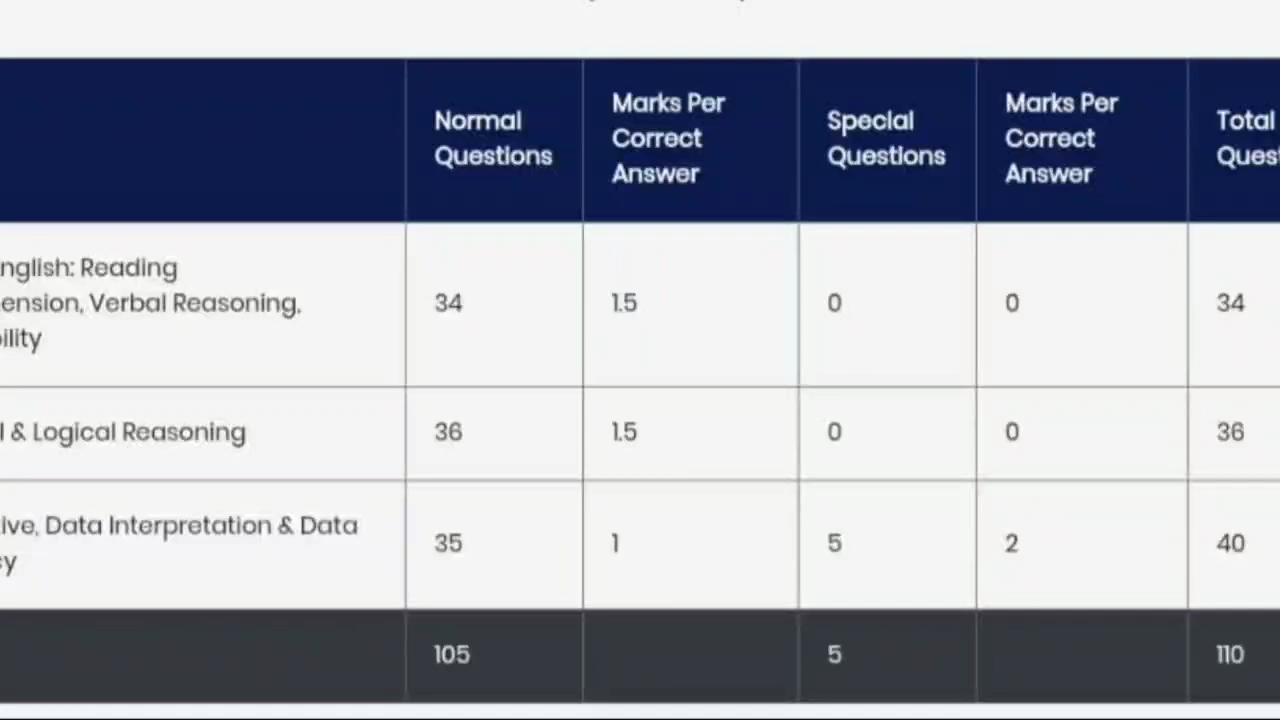 Normal Questions
Marks Per Correct Answer
Special Questions
Marks Per Correct Answer
Total
nglish: Reading
ension, Verbal Reasoning,
ility
34
1.5
0
0
34
l & Logical Reasoning
36
1.5
0
0
36
ive, Data Interpretation & Data
cy
35
1
5
2
40
105
5
110